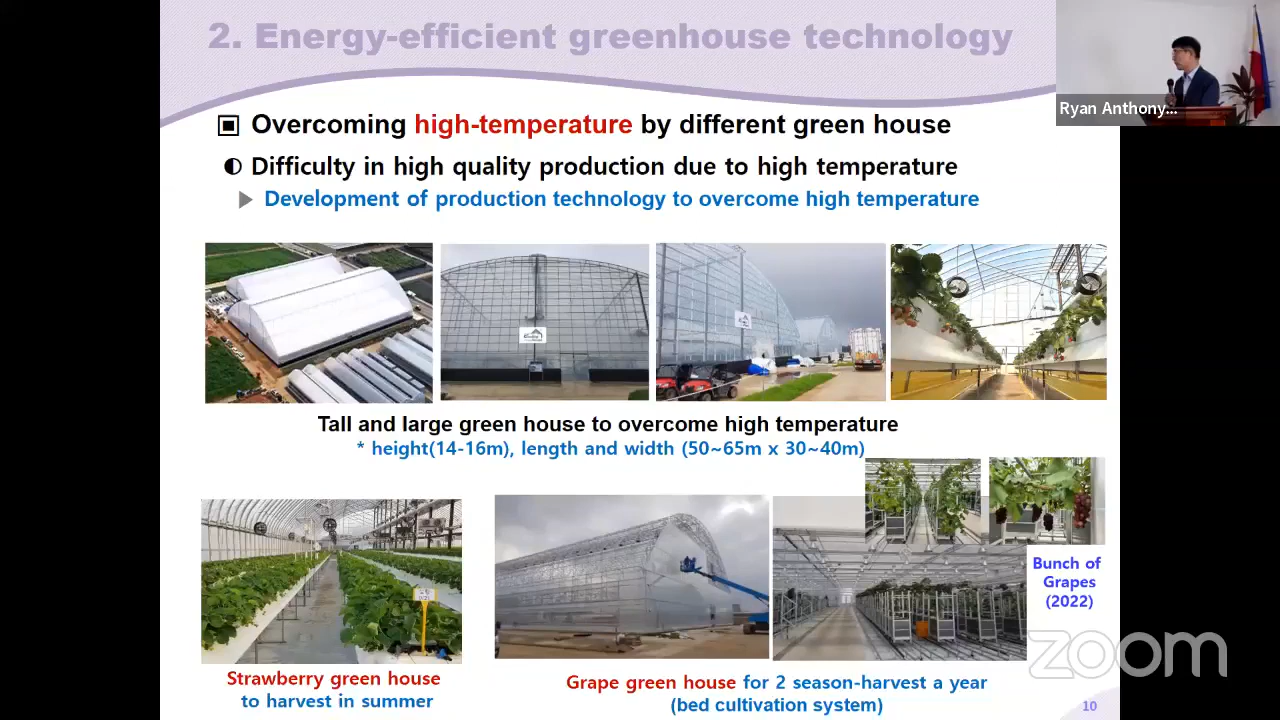 2. Energy-efficient greenhouse technology
Ryan Anthony...
▣ Overcoming high-temperature by different green house
◐ Difficulty in high quality production due to high temperature
▶ Development of production technology to overcome high temperature
Tall and large green house to overcome high temperature
* height(14-16m), length and width (50~65m x 30~40m)
Bunch of
Grapes
(2022)
Strawberry green house
to harvest in summer
Grape green house for 2 season-harvest a year
(bed cultivation system)
zoom
10